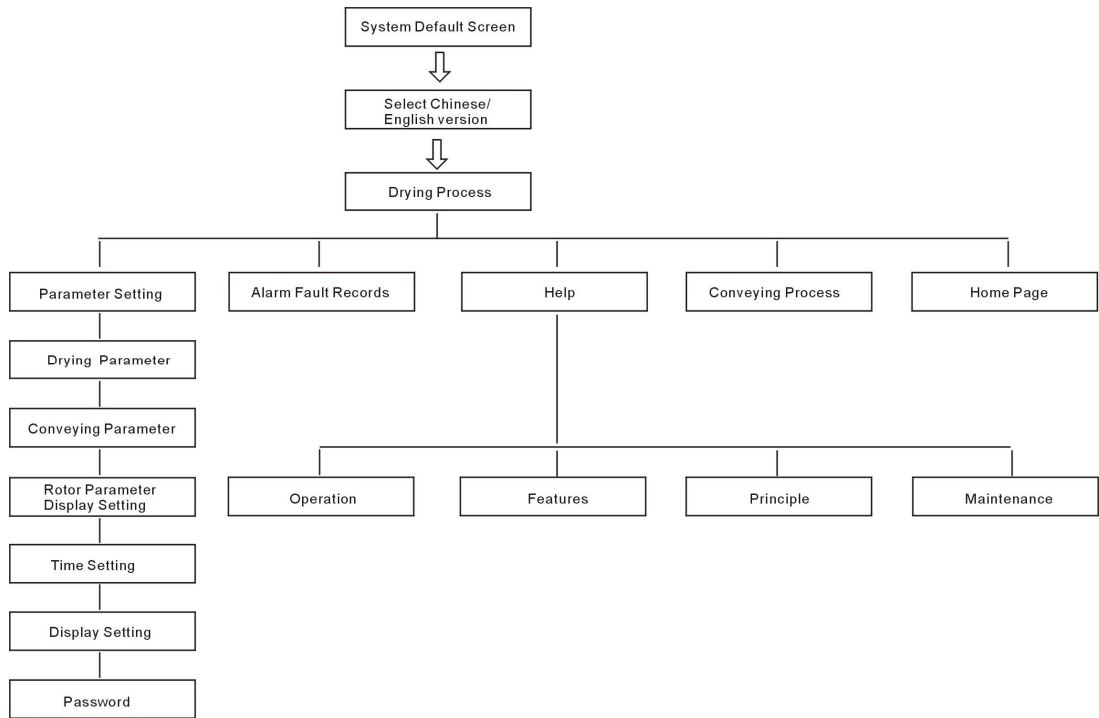 System Default Screen
Select Chinese/
English version
Drying Process
Parameter Setting
Alarm Fault Records
Help
Conveying Process
Home Page
Drying Parameter
Conveying Parameter
Rotor Parameter
Display Setting
Operation
Features
Principle
Maintenance
Time Setting
Display Setting
Password